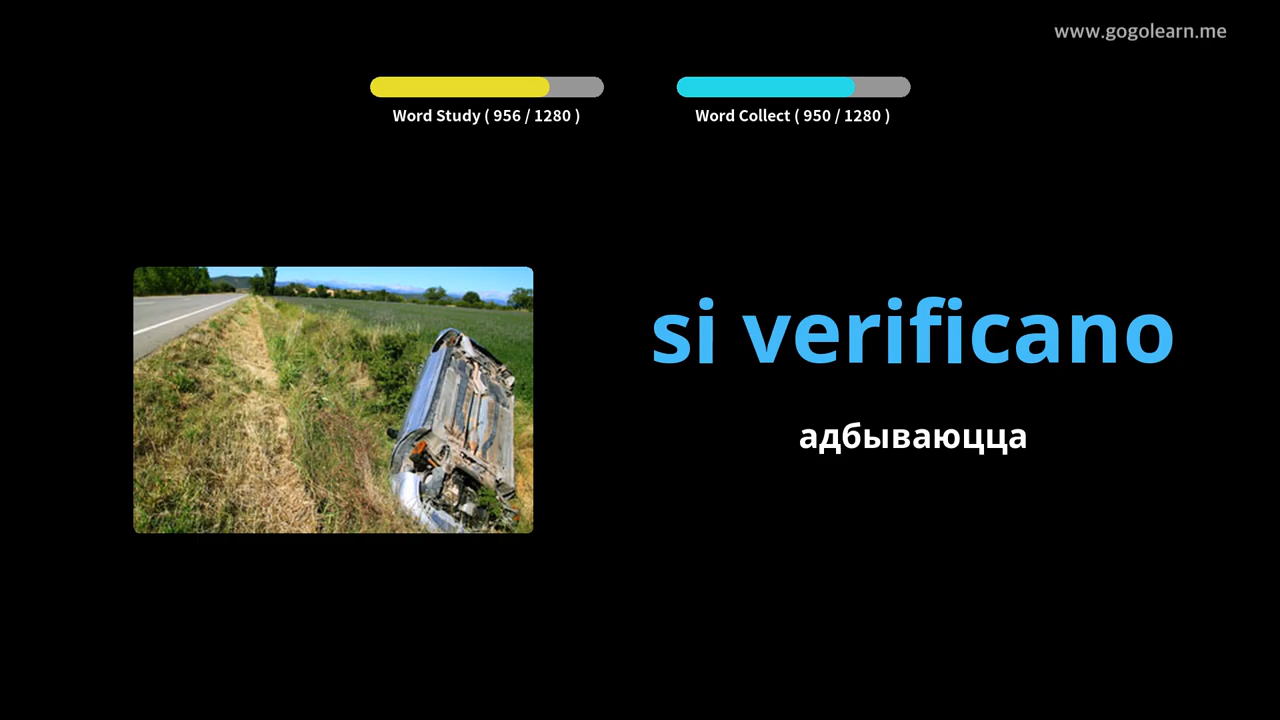 www.gogolearn.me
Word Study ( 956 / 1280 )
Word Collect ( 950 / 1280 )
si verificano
адбываюцца